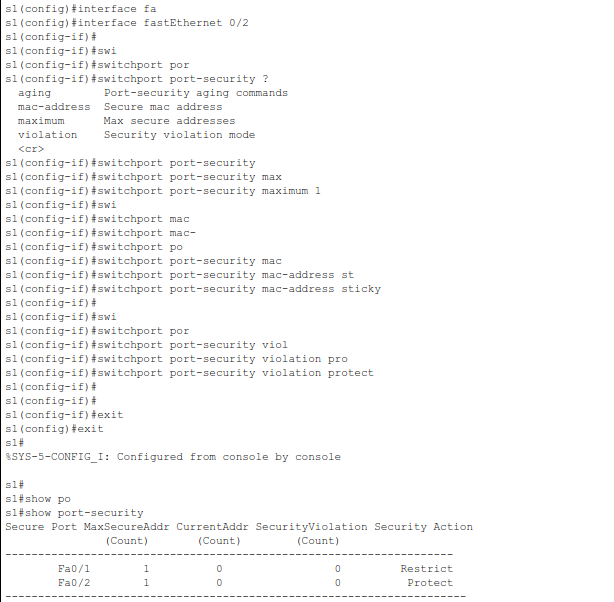 s1(config)#interface fa
s1(config)#interface fastEthernet 0/2
s1(config-if)#
s1(config-if)#swi
s1(config-if)#switchport por
s1(config-if)#switchport port-security ?
aging Port-security aging commands
mac-address Secure mac address
maximum Max secure addresses
violation Security violation mode
<cr>
s1(config-if)#switchport port-security
s1(config-if)#switchport port-security max
s1(config-if)#switchport port-security maximum 1
s1(config-if)#swi
s1(config-if)#switchport mac
s1(config-if)#switchport mac-
s1(config-if)#switchport po
s1(config-if)#switchport port-security mac
s1(config-if)#switchport port-security mac-address st
s1(config-if)#switchport port-security mac-address sticky
s1(config-if)#
s1(config-if)#swi
s1(config-if)#switchport por
s1(config-if)#switchport port-security viol
s1(config-if)#switchport port-security violation pro
s1(config-if)#switchport port-security violation protect
s1(config-if)#
s1(config-if)#
s1(config-if)#exit
s1(config)#exit
s1#
%SYS-5-CONFIG_I: Configured from console by console
s1#
s1#show po
s1#show port-security
Secure Port MaxSecureAddr CurrentAddr SecurityViolation Security Action
(Count) (Count) (Count)
--------------------------------------------------------------------
Fa0/1 1 0 0 Restrict
Fa0/2 1 0 0 Protect
----------------------------------------------------------------------